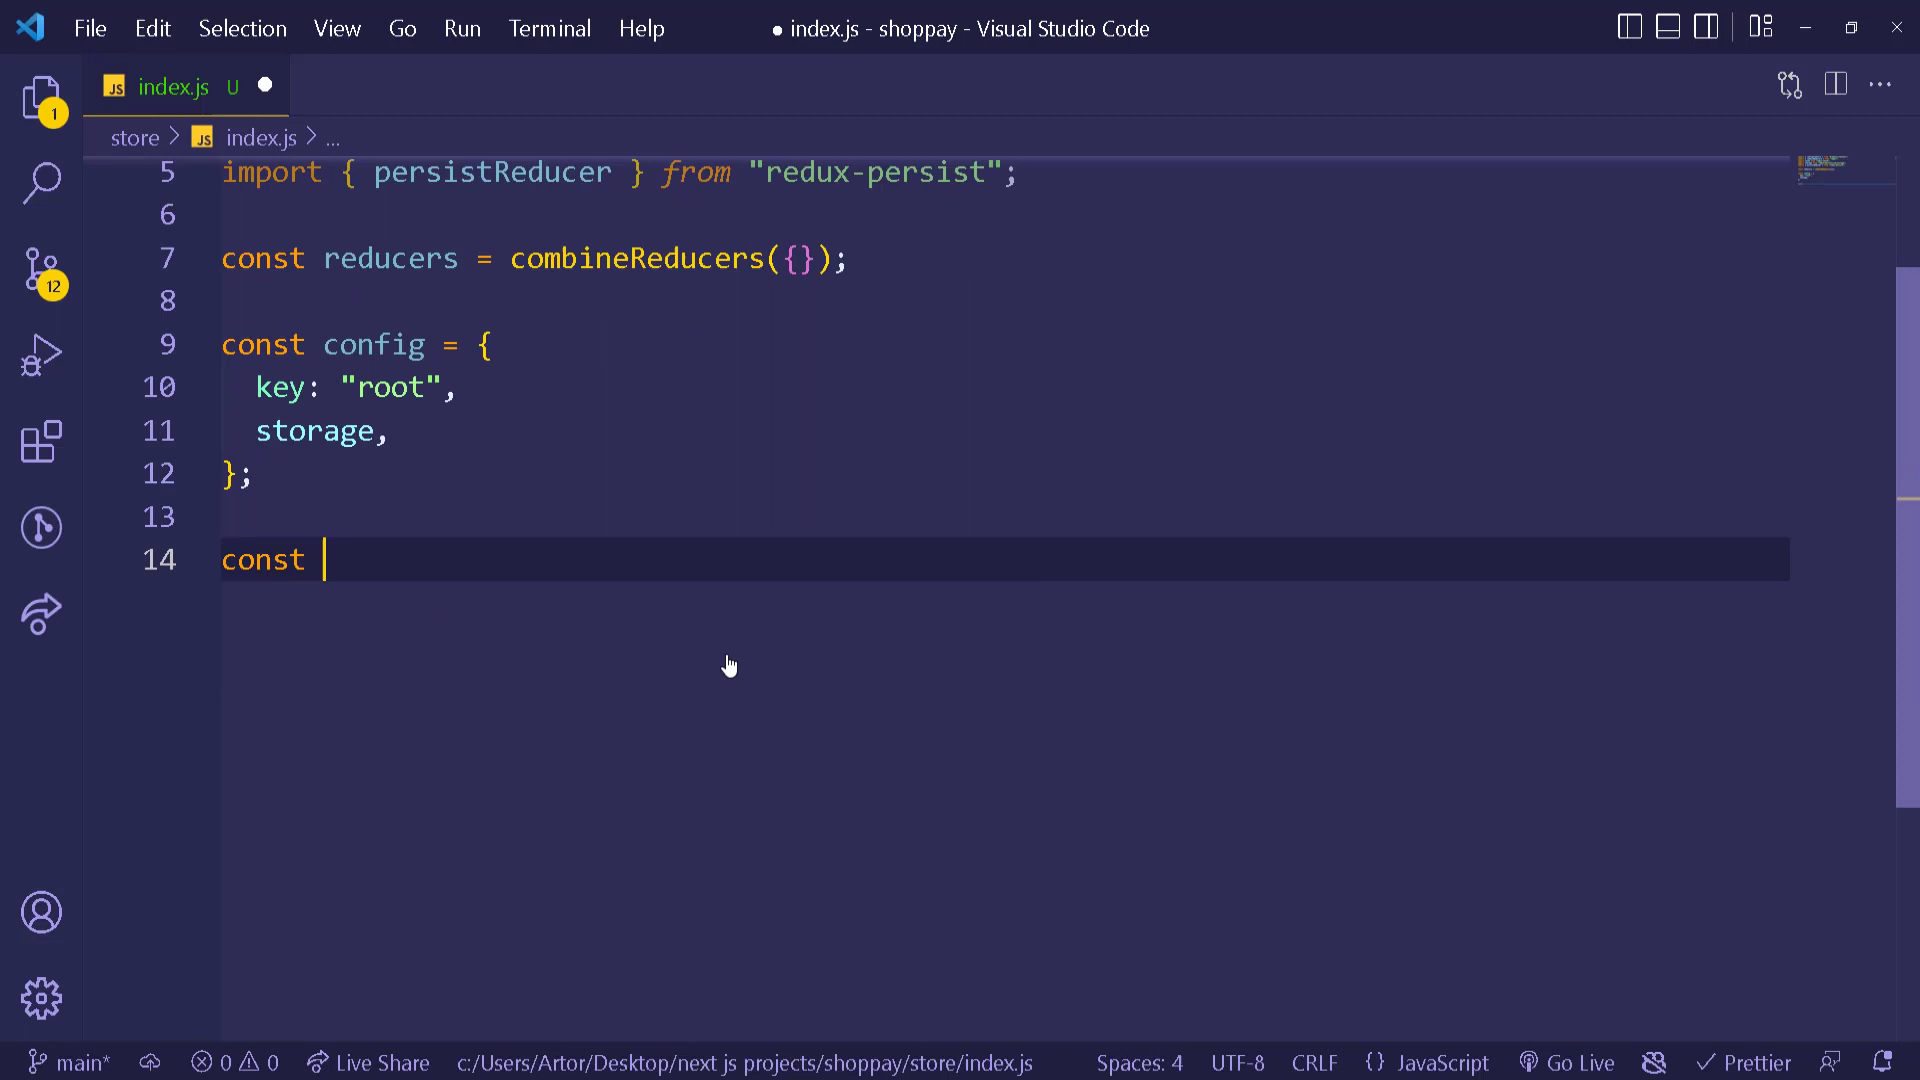 File Edit Selection View Go Run Terminal Help ● index.js - shoppay - Visual Studio Code
JS index.js U
store > JS index.js > ...
1
12
5 import { persistReducer } from "redux-persist";
6
7 const reducers = combineReducers({});
8
9 const config = {
10 key: "root",
11 storage,
12 };
13
14 const
main* 0 0 Live Share c:/Users/Artor/Desktop/next js projects/shoppay/store/index.js Spaces: 4 UTF-8 CRLF {} JavaScript Go Live Prettier